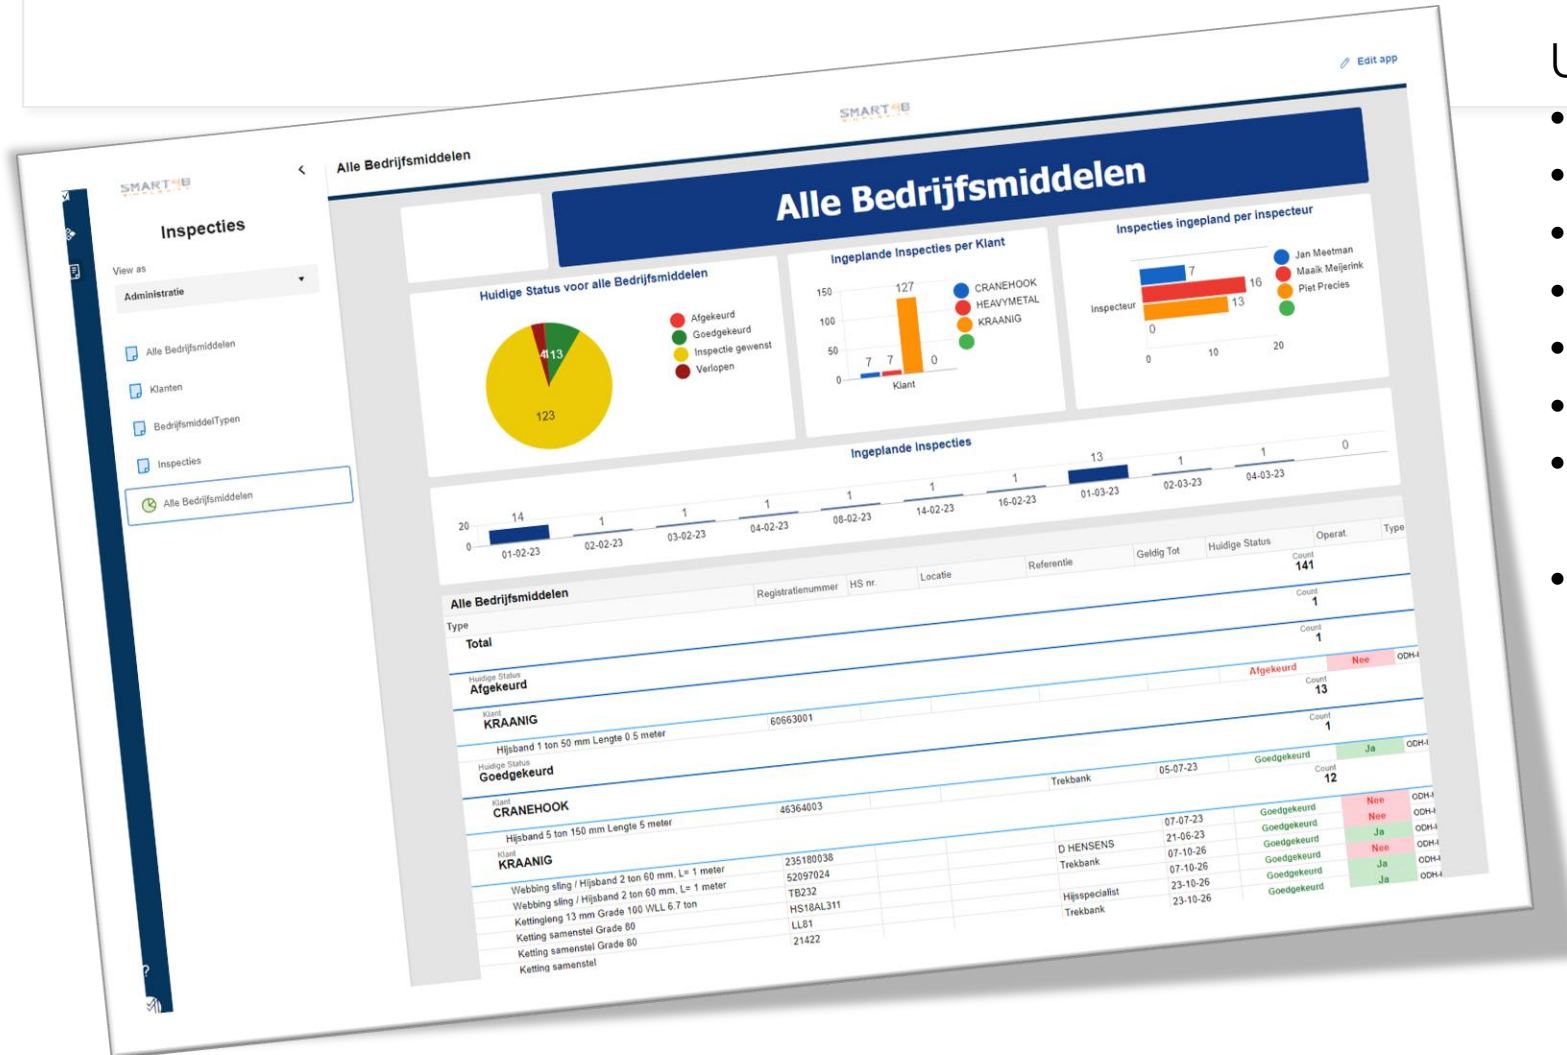 Edit app
SMART4B
SMART4B
Alle Bedrijfsmiddelen
Inspecties
View as
Administratie
Alle Bedrijfsmiddelen
Klanten
BedrijfsmiddelTypen
Inspecties
Alle Bedrijfsmiddelen
Alle Bedrijfsmiddelen
Huidige Status voor alle Bedrijfsmiddelen
13
123
Afgekeurd
Goedgekeurd
Inspectie gewenst
Verlopen
Ingeplande Inspecties per Klant
150
100
50
0
7 7 127 0
Klant
CRANEHOOK
HEAVYMETAL
KRAANIG
Inspecties ingepland per inspecteur
Inspecteur
7
16
13
0
0 10 20
Jan Meetman
Maaik Meijerink
Piet Precies
Ingeplande Inspecties
20
0
14 1 1 1 1 1 1 13 1 1 0
01-02-23 02-02-23 03-02-23 04-02-23 08-02-23 14-02-23 16-02-23 01-03-23 02-03-23 04-03-23
Alle Bedrijfsmiddelen
Type Registratienummer HS nr. Locatie Referentie Geldig Tot Huidige Status Operat. Type
Total Count 141
Huidige Status
Afgekeurd Count 1
Klant
KRAANIG Count 1
Hijsband 1 ton 50 mm Lengte 0.5 meter 60663001 Afgekeurd Nee
Huidige Status
Goedgekeurd Count 13
Klant
CRANEHOOK Count 1
Hijsband 5 ton 150 mm Lengte 5 meter 46364003 Trekbank 05-07-23 Goedgekeurd Ja
Klant
KRAANIG Count 12
Webbing sling / Hijsband 2 ton 60 mm, L= 1 meter 235180038 07-07-23 Goedgekeurd Nee
Webbing sling / Hijsband 2 ton 60 mm, L= 1 meter 52097024 D HENSENS 21-06-23 Goedgekeurd Nee
Kettingleng 13 mm Grade 100 WLL 6.7 ton TB232 Trekbank 07-10-26 Goedgekeurd Ja
Ketting samenstel Grade 80 HS18AL311 07-10-26 Goedgekeurd Nee
Ketting samenstel Grade 80 LL81 Hijsspecialist 23-10-26 Goedgekeurd Ja
Ketting samenstel 21422 Trekbank 23-10-26 Goedgekeurd Ja